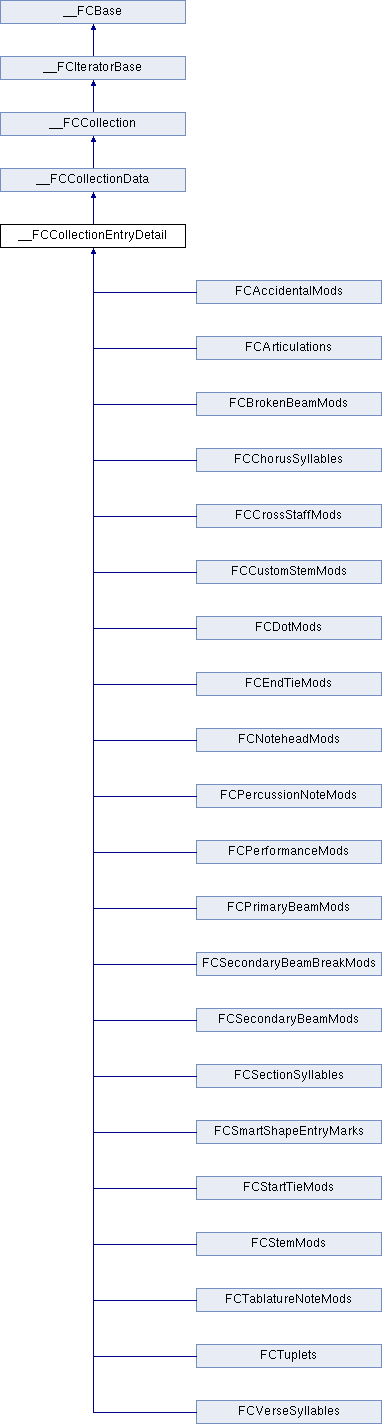 __FCBase
__FCIteratorBase
__FCCollection
__FCCollectionData
__FCCollectionEntryDetail
FCAccidentalMods
FCArticulations
FCBrokenBeamMods
FCChorusSyllables
FCCrossStaffMods
FCCustomStemMods
FCDotMods
FCEndTieMods
FCNoteheadMods
FCPercussionNoteMods
FCPerformanceMods
FCPrimaryBeamMods
FCSecondaryBeamBreakMods
FCSecondaryBeamMods
FCSectionSyllables
FCSmartShapeEntryMarks
FCStartTieMods
FCStemMods
FCTablatureNoteMods
FCTuplets
FCVerseSyllables